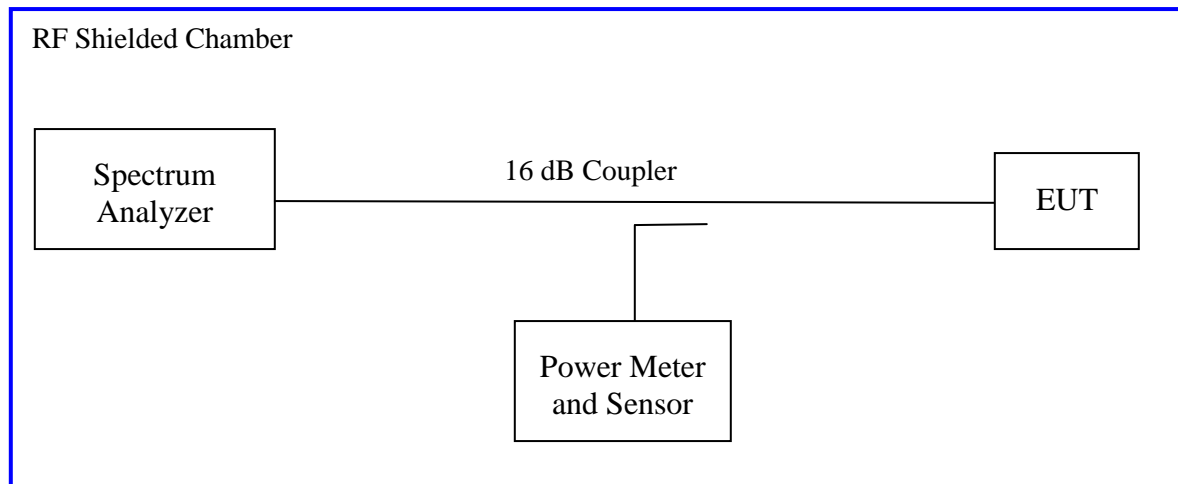 RF Shielded Chamber
16 dB Coupler
Spectrum
Analyzer
EUT
Power Meter
and Sensor